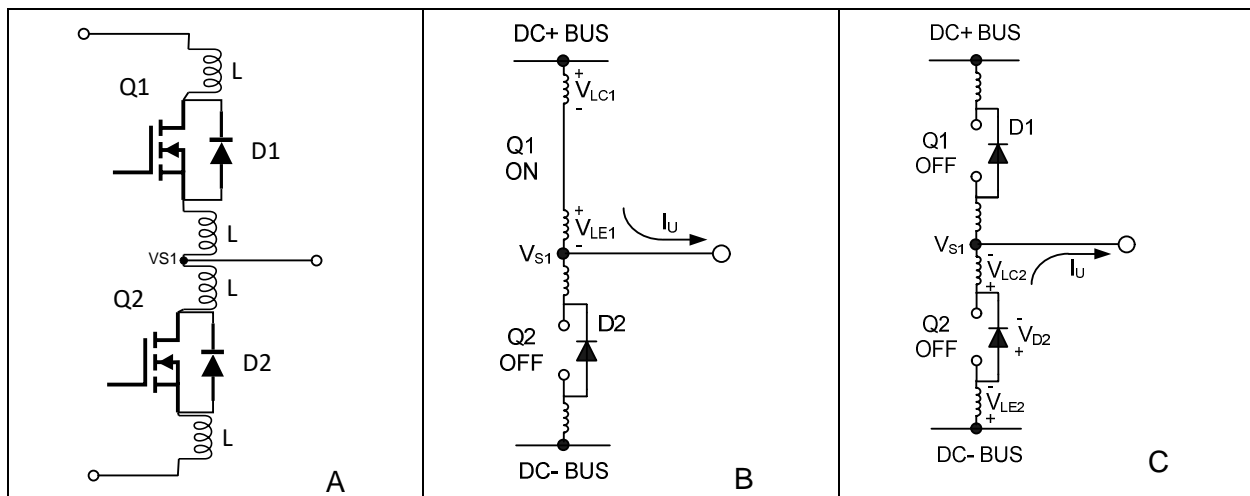 L
Q1
D1
L
VS1
L
Q2
D2
L
A
DC+ BUS
+
VLC1
-
Q1
ON
+
VLE1
-
IU
VS1
Q2
OFF
D2
DC- BUS
B
DC+ BUS
Q1
OFF
D1
VS1
-
VLC2
+
IU
Q2
OFF
D2
-
VD2
+
-
VLE2
+
DC- BUS
C